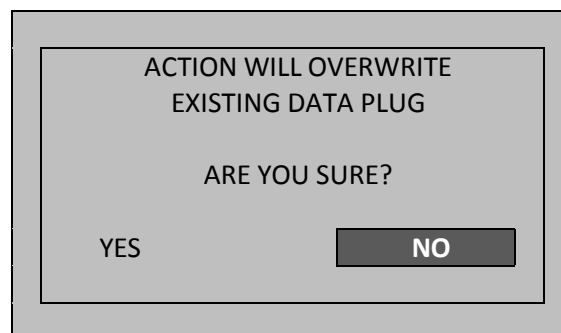 ACTION WILL OVERWRITE
EXISTING DATA PLUG
ARE YOU SURE?
YES NO